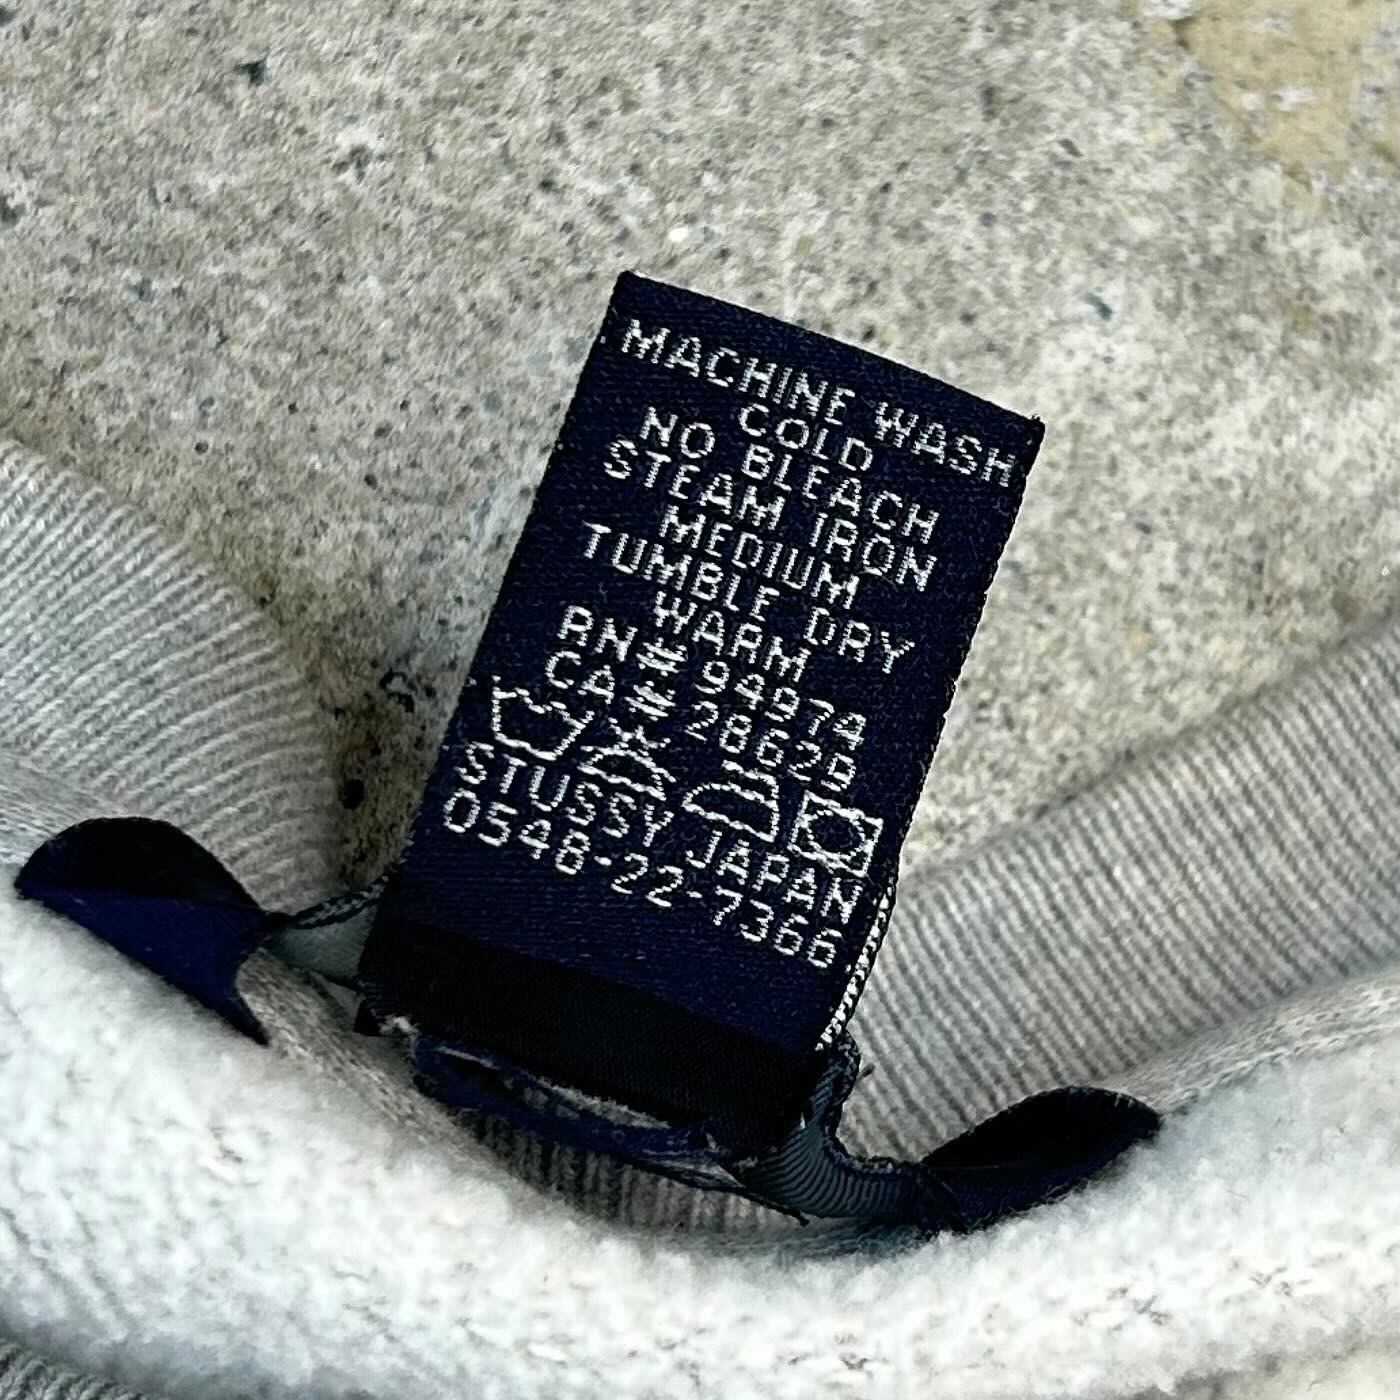 MACHINE WASH
COLD
NO BLEACH
STEAM IRON
MEDIUM
TUMBLE DRY
WARM
RN# 94974
CA# 28629
STUSSY JAPAN
0548-22-7366